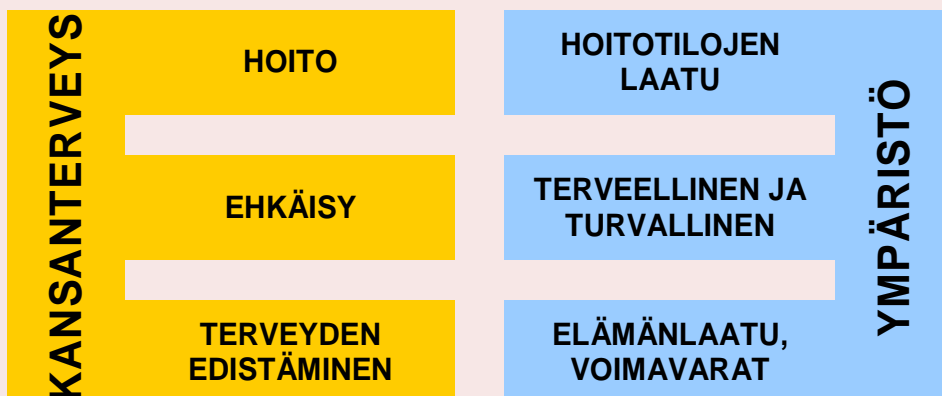 KANSANTERVEYS
HOITO
EHKÄISY
TERVEYDEN
EDISTÄMINEN
HOITOTILOJEN
LAATU
TERVEELLINEN JA
TURVALLINEN
ELÄMÄNLAATU,
VOIMAVARAT
YMPÄRISTÖ